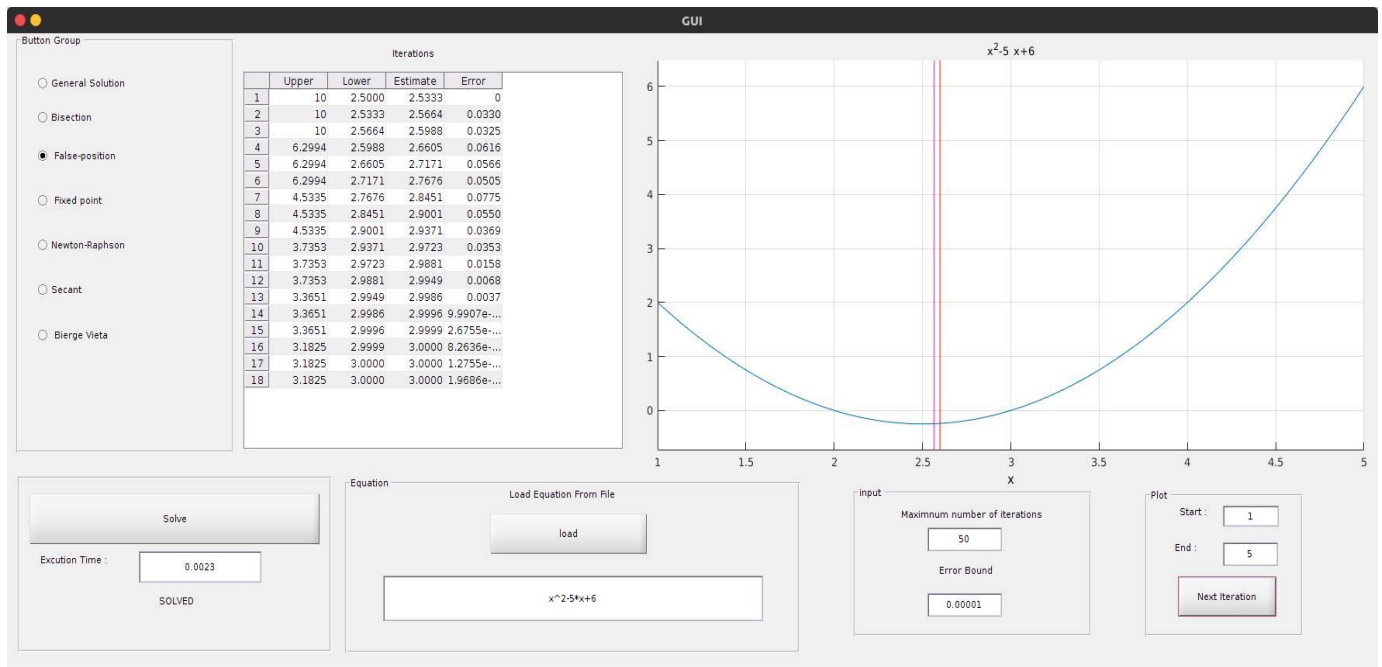 GUI
Button Group
General Solution
Bisection
False-position
Fixed point
Newton-Raphson
Secant
Bierge Vieta
Iterations
Upper Lower Estimate Error
1 10 2.5000 2.5333 0
2 10 2.5333 2.5664 0.0330
3 10 2.5664 2.5988 0.0325
4 6.2994 2.5988 2.6605 0.0616
5 6.2994 2.6605 2.7171 0.0566
6 6.2994 2.7171 2.7676 0.0505
7 4.5335 2.7676 2.8451 0.0775
8 4.5335 2.8451 2.9001 0.0550
9 4.5335 2.9001 2.9371 0.0369
10 3.7353 2.9371 2.9723 0.0353
11 3.7353 2.9723 2.9881 0.0158
12 3.7353 2.9881 2.9949 0.0068
13 3.3651 2.9949 2.9986 0.0037
14 3.3651 2.9986 2.9996 9.9907e-...
15 3.3651 2.9996 2.9999 2.6755e-...
16 3.1825 2.9999 3.0000 8.2636e-...
17 3.1825 3.0000 3.0000 1.2755e-...
18 3.1825 3.0000 3.0000 1.9686e-...
x²-5 x+6
6
5
4
3
2
1
0
1 1.5 2 2.5 3 3.5 4 4.5 5
x
Solve
Excution Time :
0.0023
SOLVED
Equation
Load Equation From File
load
x^2-5*x+6
input
Maximnum number of iterations
50
Error Bound
0.00001
Plot
Start : 1
End : 5
Next Iteration